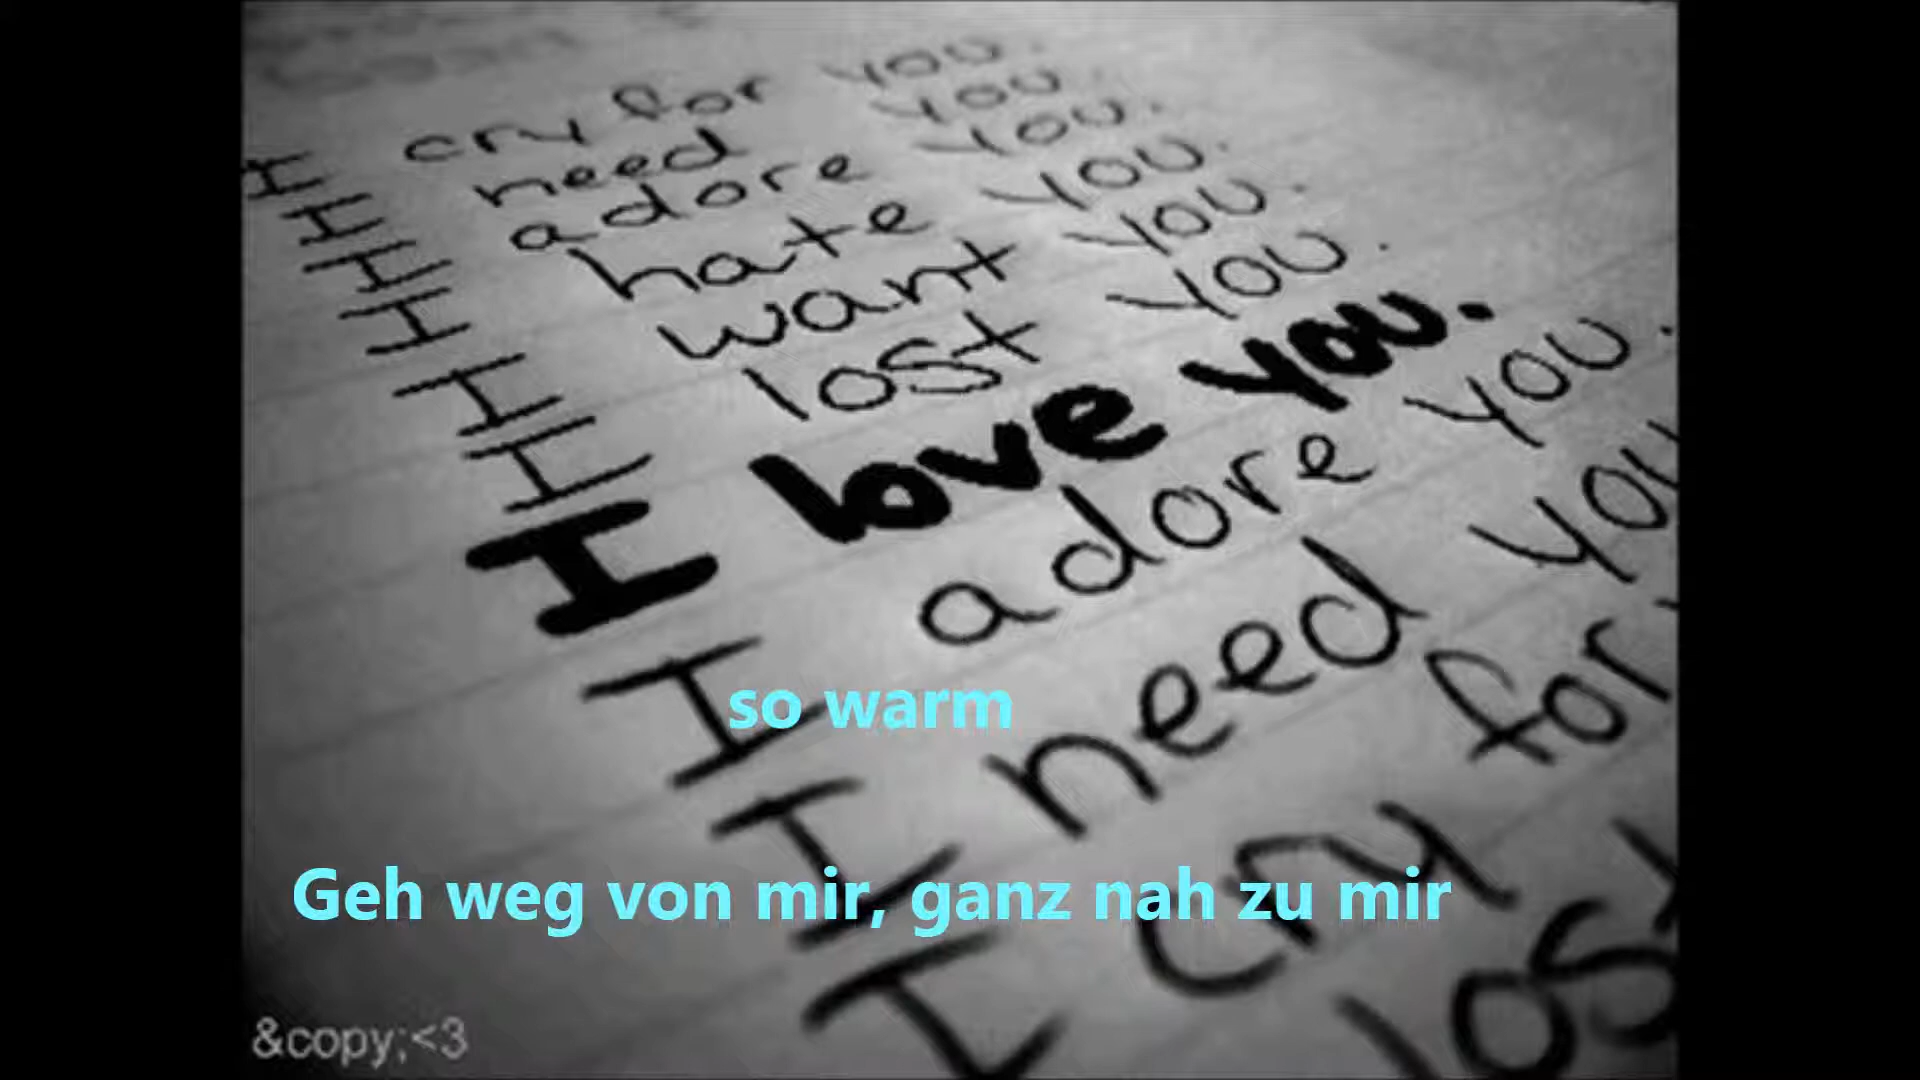 I cry for you.
I need you.
I adore you.
I hate you.
I want you.
I lost you.
I love you.
I adore you.
I need you
I cry for
lost
so warm
Geh weg von mir, ganz nah zu mir
&copy;<3